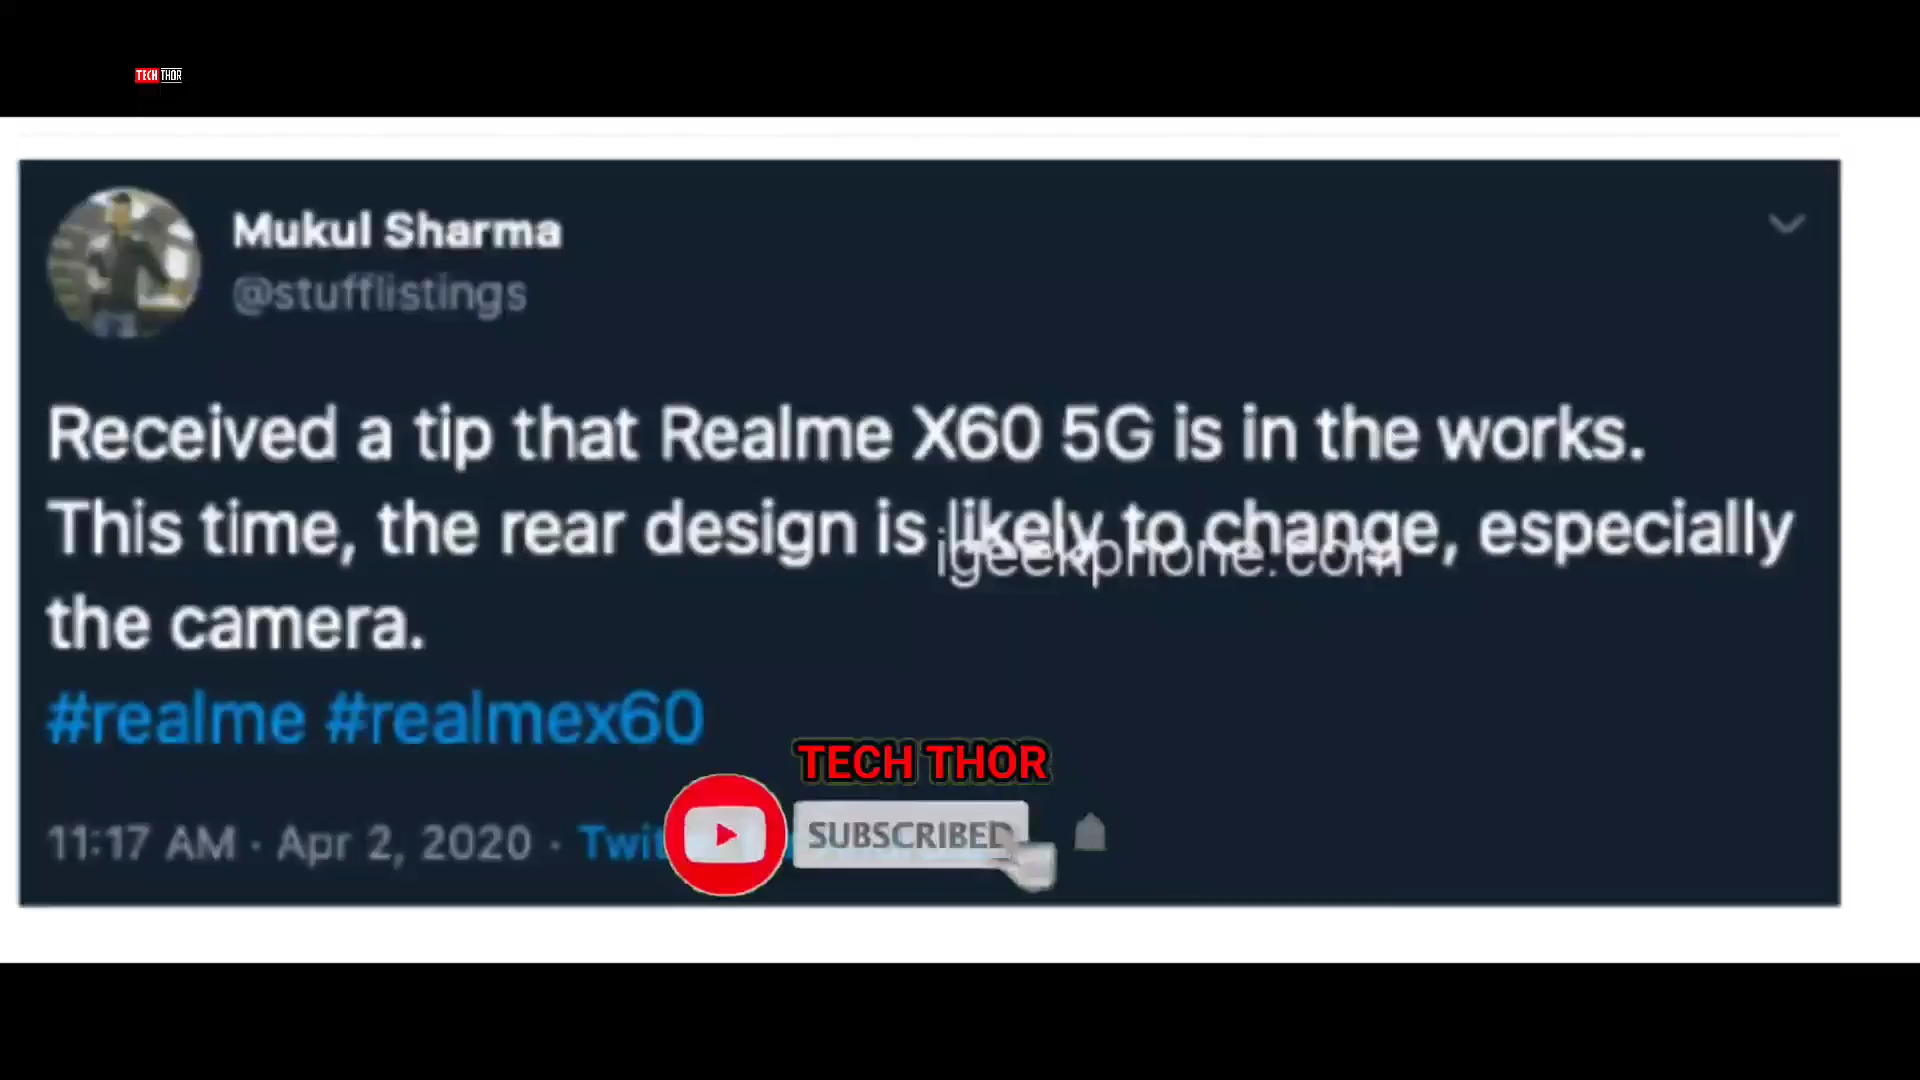 TECH THOR
Mukul Sharma
@stufflistings
Received a tip that Realme X60 5G is in the works.
This time, the rear design is likely to change, especially
igeekphone.com
the camera.
#realme #realmex60
TECH THOR
11:17 AM · Apr 2, 2020 ·
SUBSCRIBED